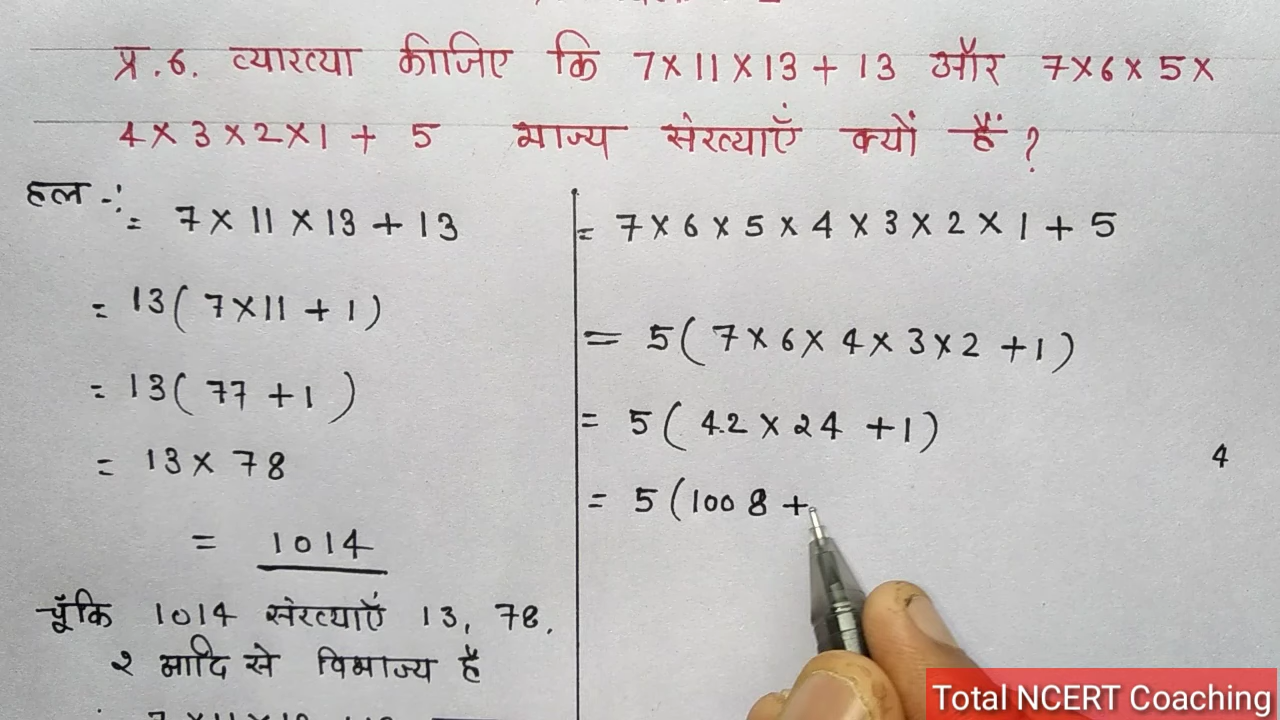 प्र.6. व्याख्या कीजिए कि 7×11×13+13 और 7×6×5×
4×3×2×1+ 5 भाज्य संख्याएँ क्यों हैं ?
हल -:
= 7×11×13+13
= 13(7×11+1)
= 13(77+1)
= 13×78
= 1014
चूँकि 1014 संख्याएँ 13, 78.
2 आदि से विभाज्य है
= 7×6×5×4×3×2×1+5
= 5(7×6×4×3×2+1)
= 5(42×24+1)
= 5(1008+
4
Total NCERT Coaching